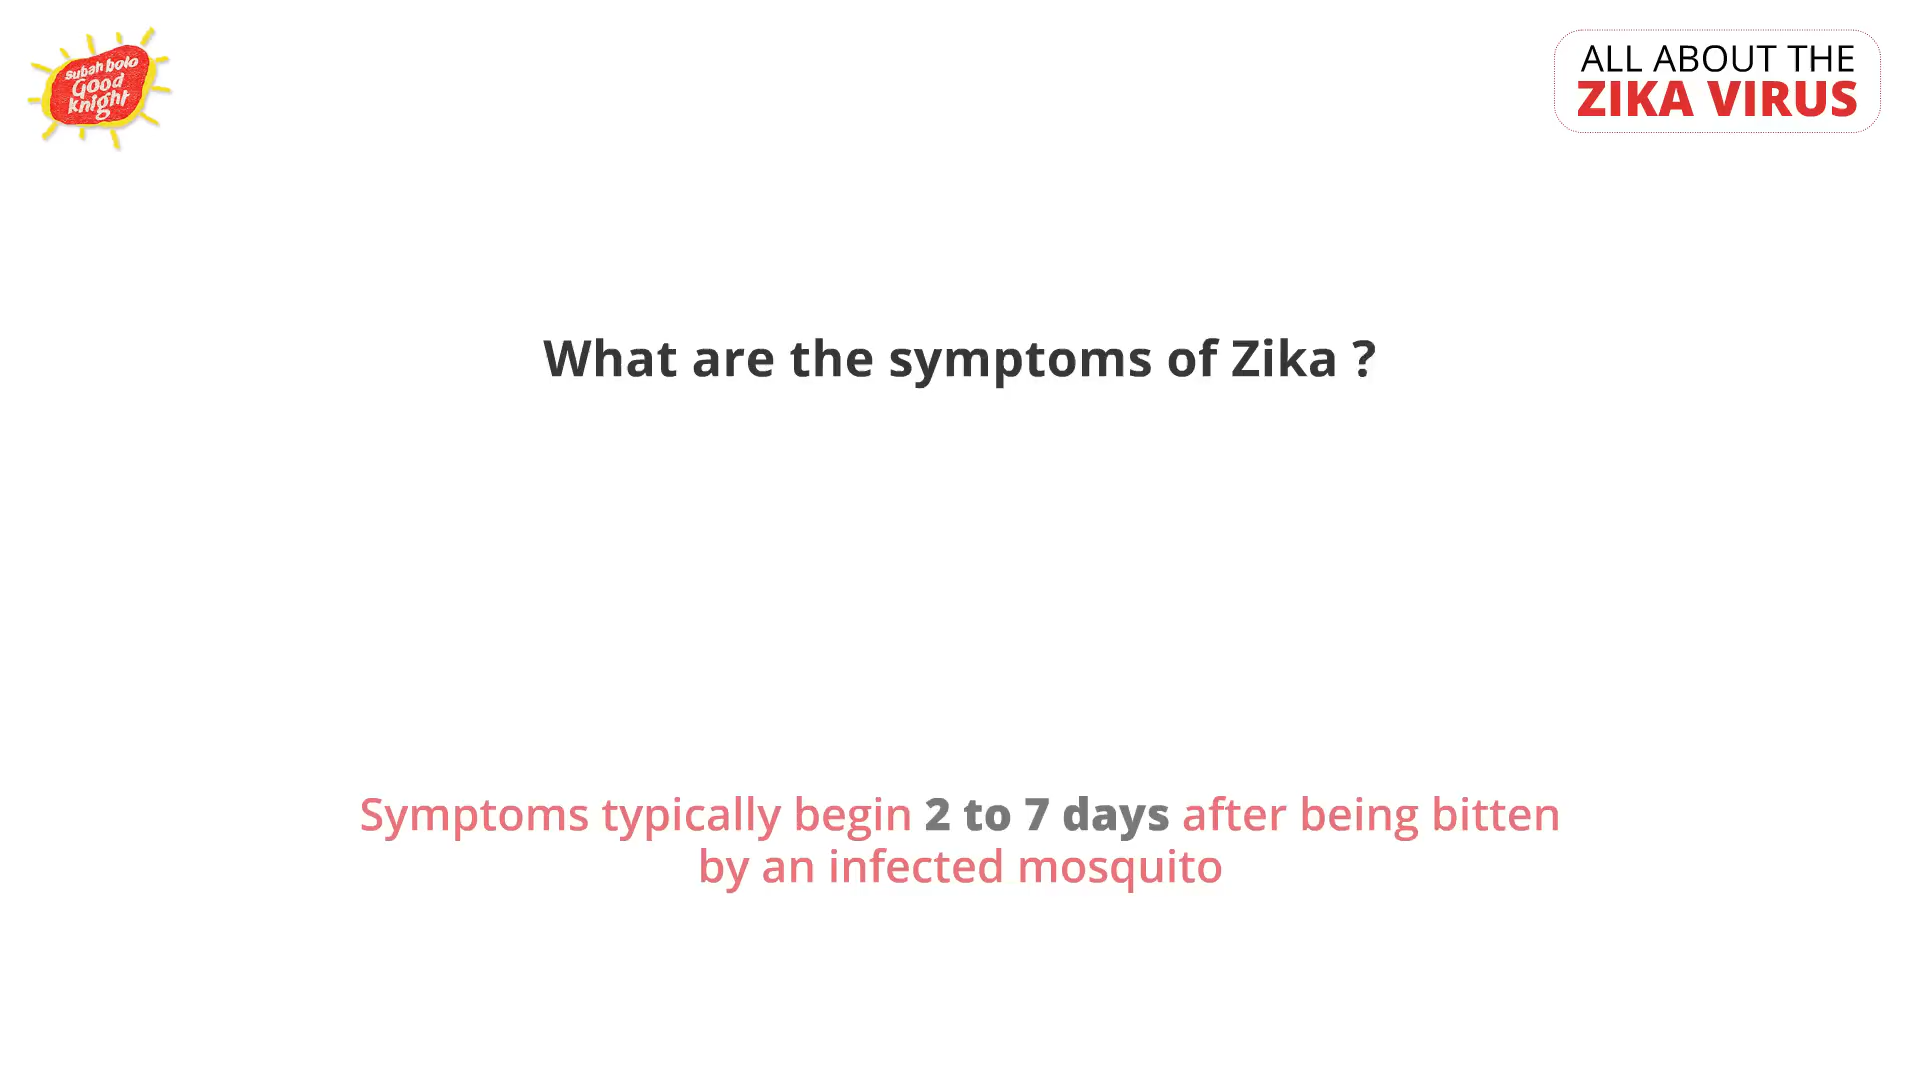 subah bolo
Good
knight
ALL ABOUT THE
ZIKA VIRUS
What are the symptoms of Zika ?
Symptoms typically begin 2 to 7 days after being bitten
by an infected mosquito